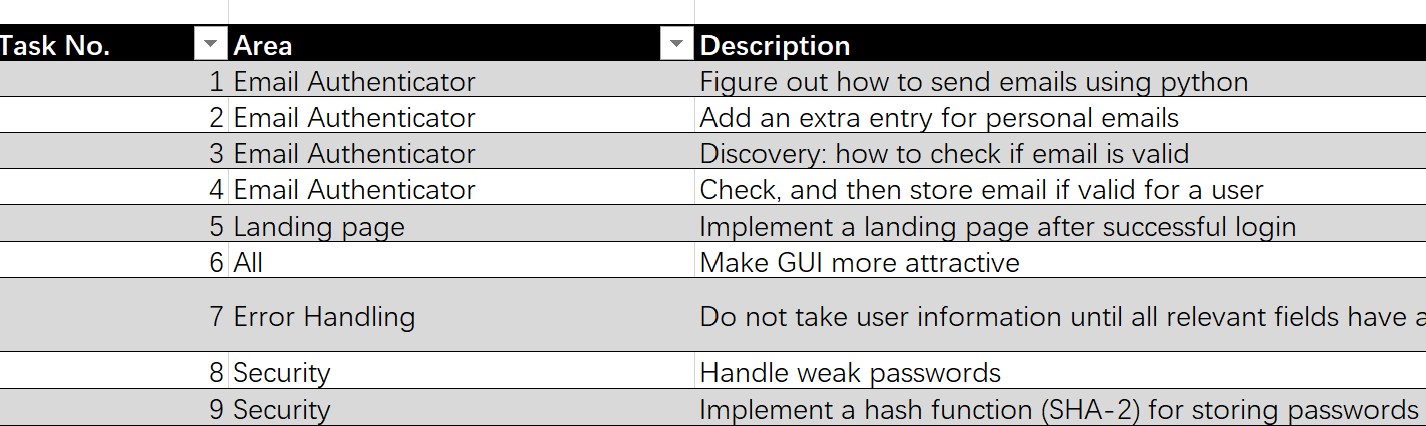 Task No. Area Description
1 Email Authenticator Figure out how to send emails using python
2 Email Authenticator Add an extra entry for personal emails
3 Email Authenticator Discovery: how to check if email is valid
4 Email Authenticator Check, and then store email if valid for a user
5 Landing page Implement a landing page after successful login
6 All Make GUI more attractive
7 Error Handling Do not take user information until all relevant fields have a
8 Security Handle weak passwords
9 Security Implement a hash function (SHA-2) for storing passwords